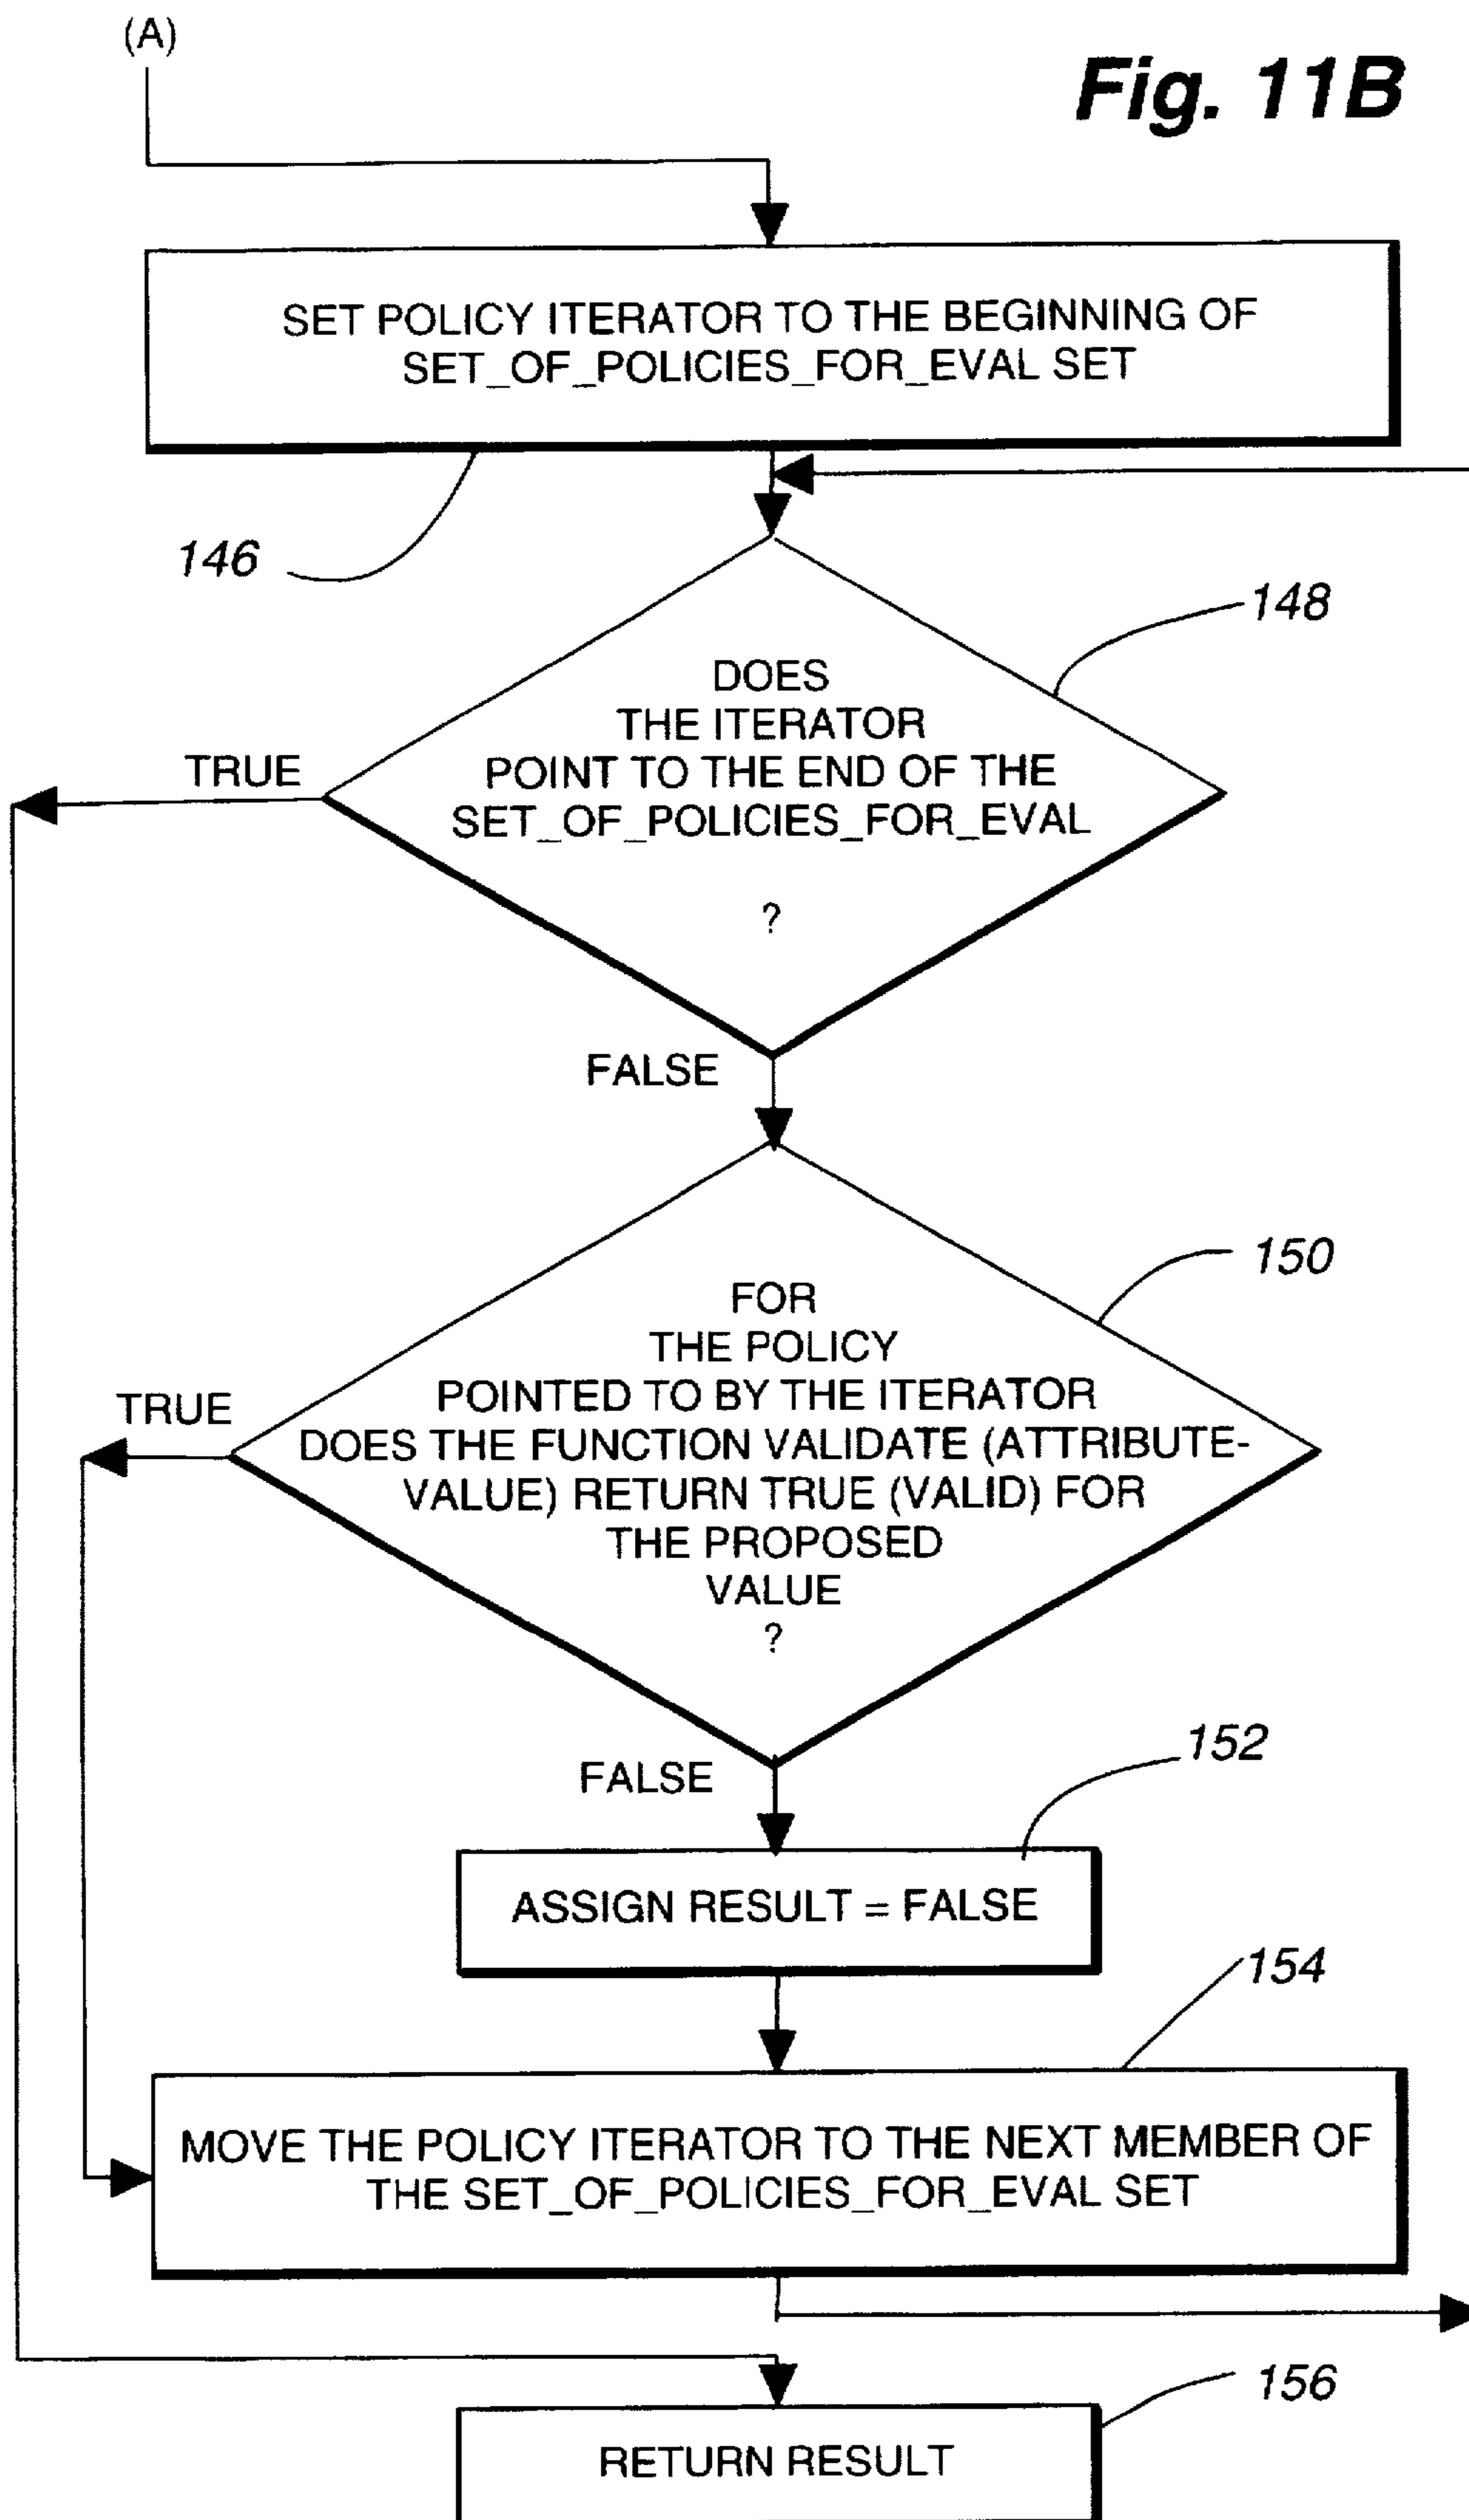 (A)
Fig. 11B
SET POLICY ITERATOR TO THE BEGINNING OF
SET_OF_POLICIES_FOR_EVAL SET
146
148
DOES
THE ITERATOR
POINT TO THE END OF THE
SET_OF_POLICIES_FOR_EVAL
?
TRUE
FALSE
150
FOR
THE POLICY
POINTED TO BY THE ITERATOR
DOES THE FUNCTION VALIDATE (ATTRIBUTE-
VALUE) RETURN TRUE (VALID) FOR
THE PROPOSED
VALUE
?
TRUE
FALSE
152
ASSIGN RESULT = FALSE
154
MOVE THE POLICY ITERATOR TO THE NEXT MEMBER OF
THE SET_OF_POLICIES_FOR_EVAL SET
156
RETURN RESULT